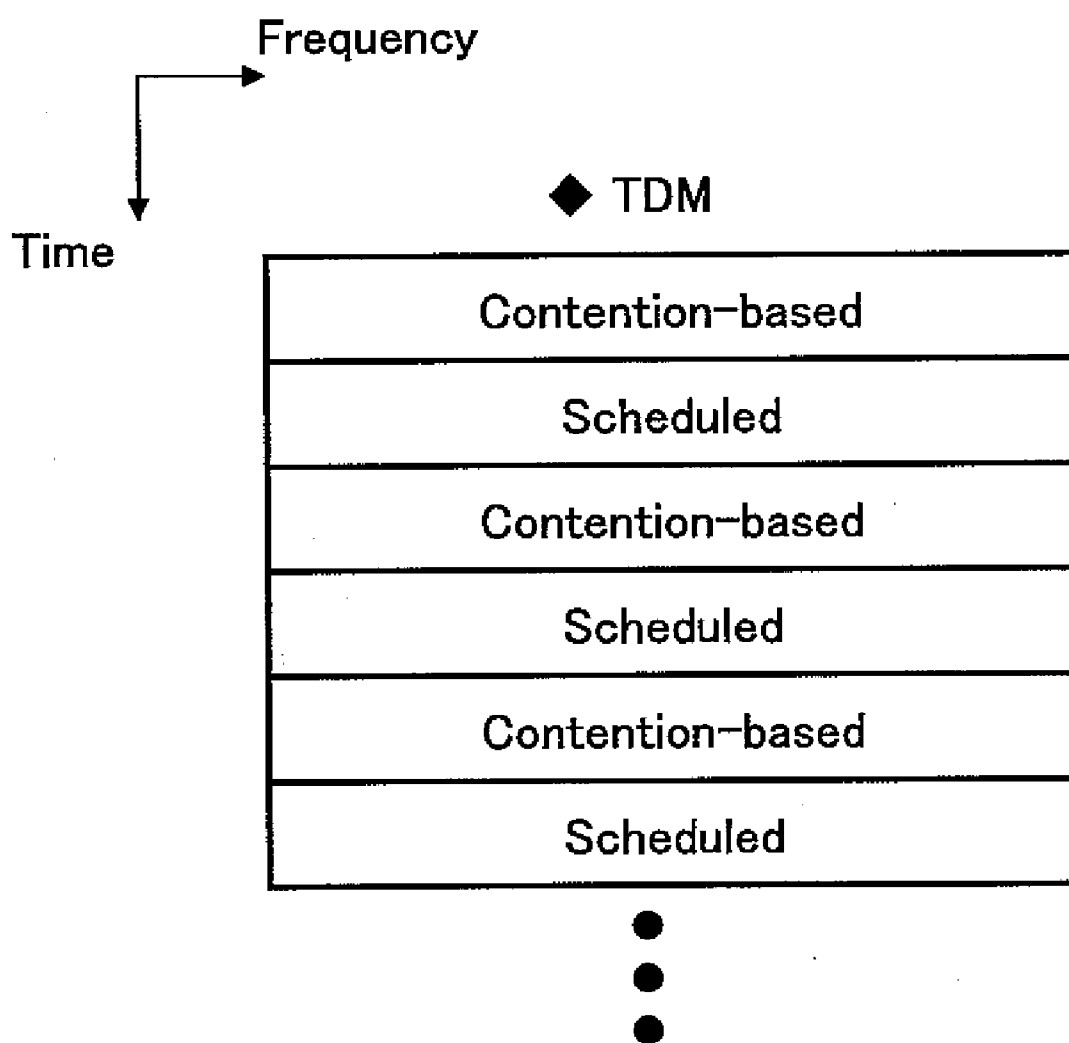 Frequency
◆ TDM
Time
Contention-based
Scheduled
Contention-based
Scheduled
Contention-based
Scheduled